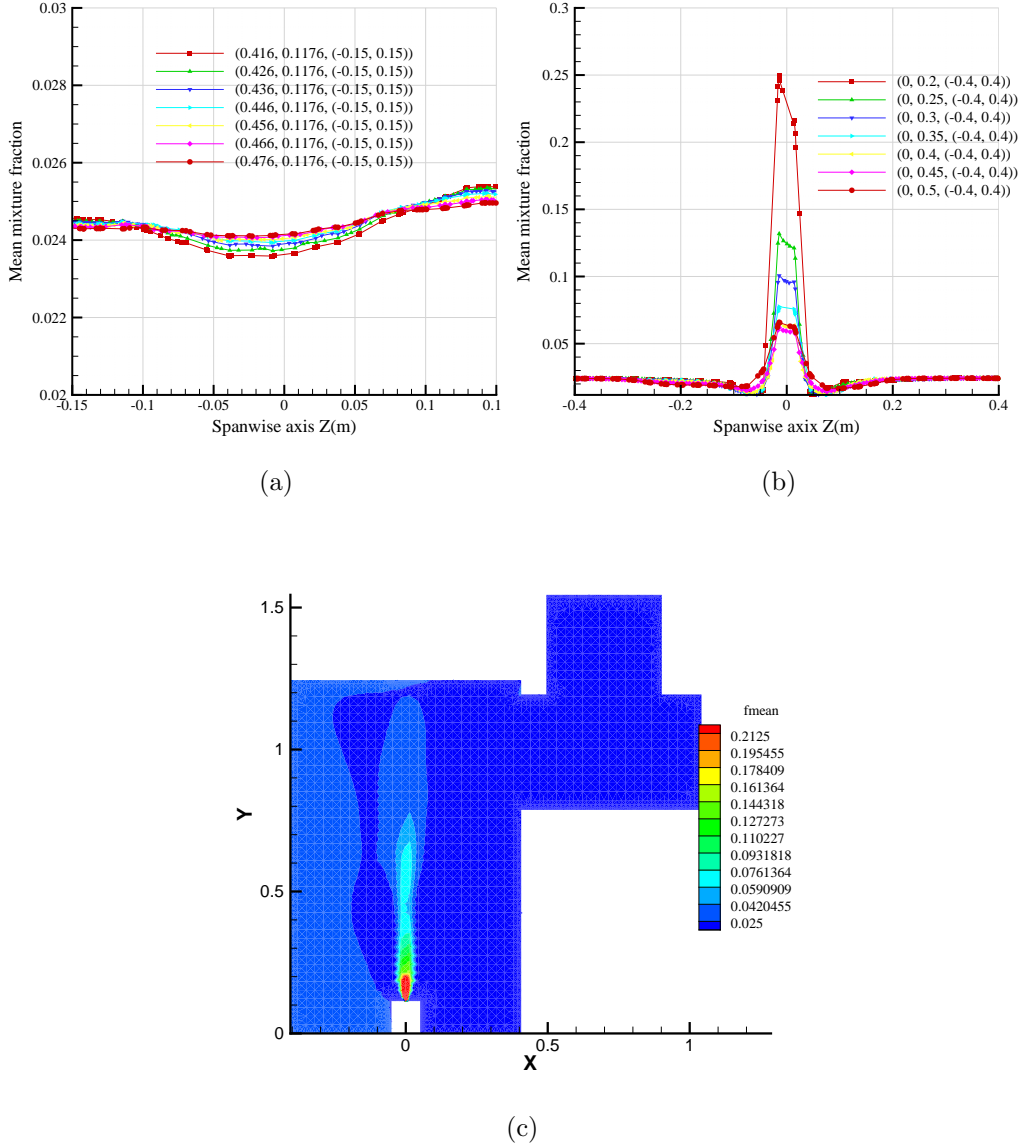 0.03
0.028
0.026
0.024
0.022
0.02
Mean mixture fraction
(0.416, 0.1176, (-0.15, 0.15))
(0.426, 0.1176, (-0.15, 0.15))
(0.436, 0.1176, (-0.15, 0.15))
(0.446, 0.1176, (-0.15, 0.15))
(0.456, 0.1176, (-0.15, 0.15))
(0.466, 0.1176, (-0.15, 0.15))
(0.476, 0.1176, (-0.15, 0.15))
-0.15 -0.1 -0.05 0 0.05 0.1 0.1
Spanwise axis Z(m)
(a)
0.3
0.25
0.2
0.15
0.1
0.05
Mean mixture fraction
(0, 0.2, (-0.4, 0.4))
(0, 0.25, (-0.4, 0.4))
(0, 0.3, (-0.4, 0.4))
(0, 0.35, (-0.4, 0.4))
(0, 0.4, (-0.4, 0.4))
(0, 0.45, (-0.4, 0.4))
(0, 0.5, (-0.4, 0.4))
-0.4 -0.2 0 0.2 0.4
Spanwise axix Z(m)
(b)
1.5
1
0.5
0
Y
fmean
0.2125
0.195455
0.178409
0.161364
0.144318
0.127273
0.110227
0.0931818
0.0761364
0.0590909
0.0420455
0.025
0 0.5 1
X
(c)